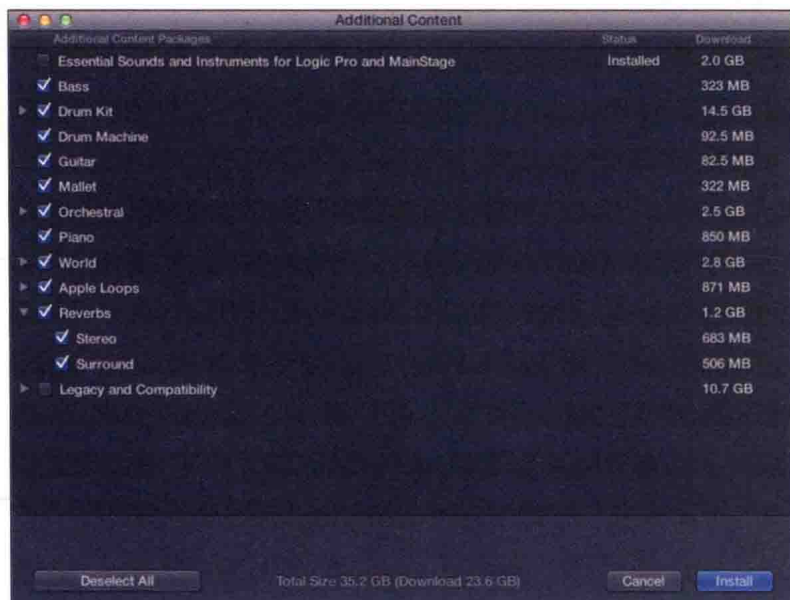 Additional Content
Additional Content Packages Status Download
Essential Sounds and Instruments for Logic Pro and MainStage Installed 2.0 GB
Bass 323 MB
Drum Kit 14.5 GB
Drum Machine 92.5 MB
Guitar 82.5 MB
Mallet 322 MB
Orchestral 2.5 GB
Piano 850 MB
World 2.8 GB
Apple Loops 871 MB
Reverbs 1.2 GB
Stereo 683 MB
Surround 506 MB
Legacy and Compatibility 10.7 GB
Deselect All Total Size 35.2 GB (Download 23.6 GB) Cancel Install